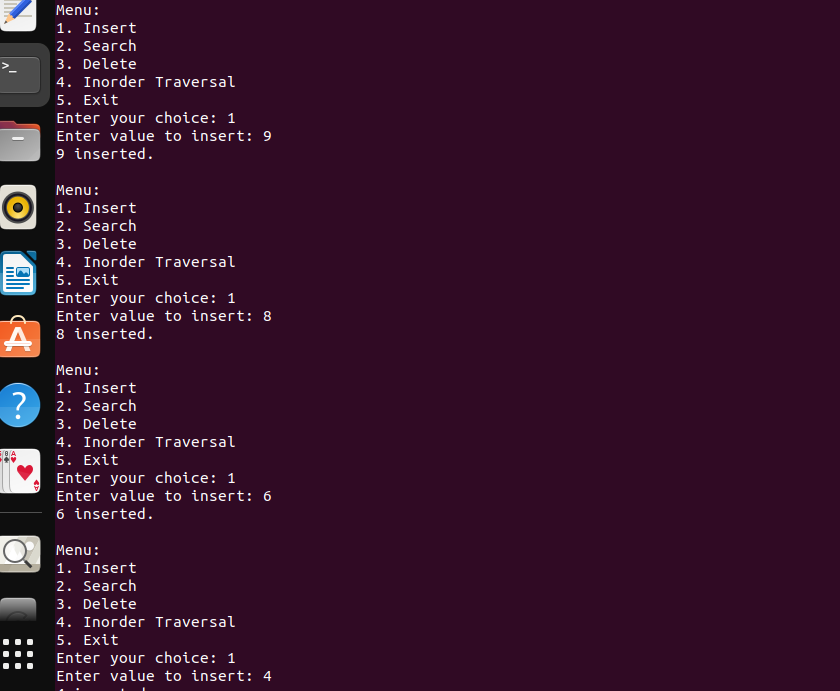 Menu:
1. Insert
2. Search
3. Delete
4. Inorder Traversal
5. Exit
Enter your choice: 1
Enter value to insert: 9
9 inserted.
Menu:
1. Insert
2. Search
3. Delete
4. Inorder Traversal
5. Exit
Enter your choice: 1
Enter value to insert: 8
8 inserted.
Menu:
1. Insert
2. Search
3. Delete
4. Inorder Traversal
5. Exit
Enter your choice: 1
Enter value to insert: 6
6 inserted.
Menu:
1. Insert
2. Search
3. Delete
4. Inorder Traversal
5. Exit
Enter your choice: 1
Enter value to insert: 4